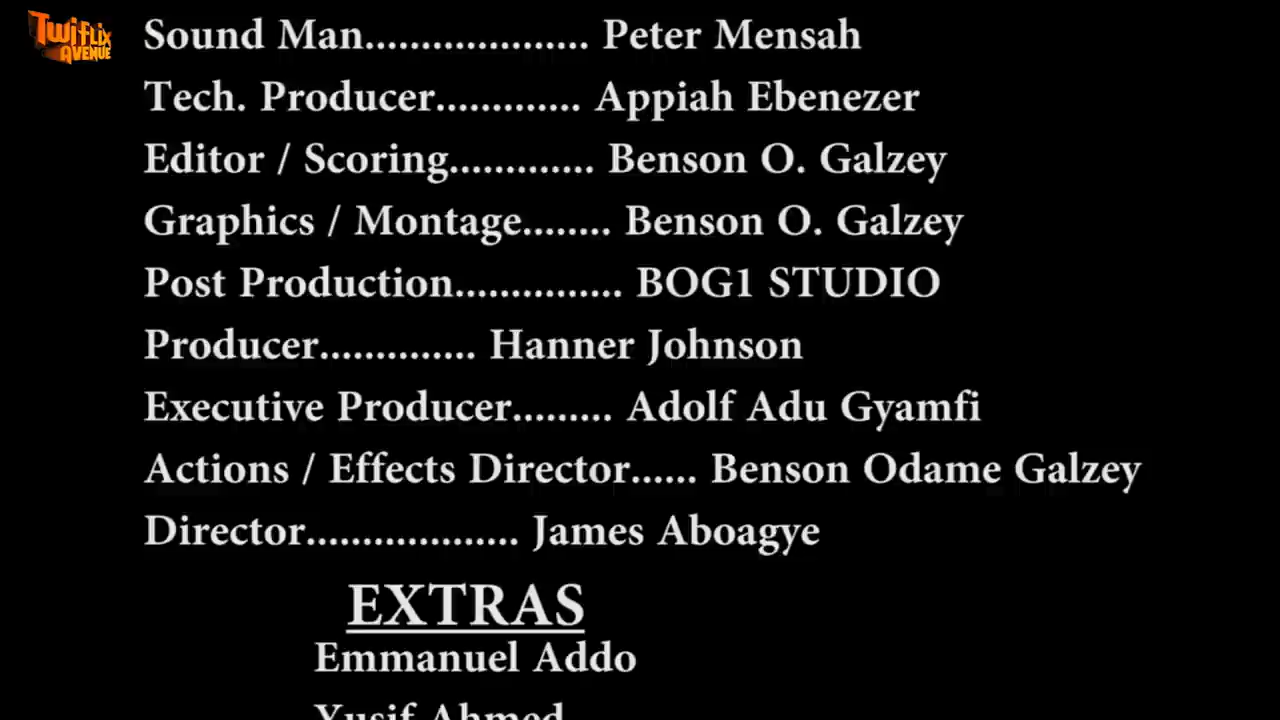 TWiFLiX
AVENUE
Sound Man.................... Peter Mensah
Tech. Producer............. Appiah Ebenezer
Editor / Scoring............. Benson O. Galzey
Graphics / Montage........ Benson O. Galzey
Post Production............... BOG1 STUDIO
Producer.............. Hanner Johnson
Executive Producer......... Adolf Adu Gyamfi
Actions / Effects Director...... Benson Odame Galzey
Director................... James Aboagye
EXTRAS
Emmanuel Addo
Yusif Ahmed